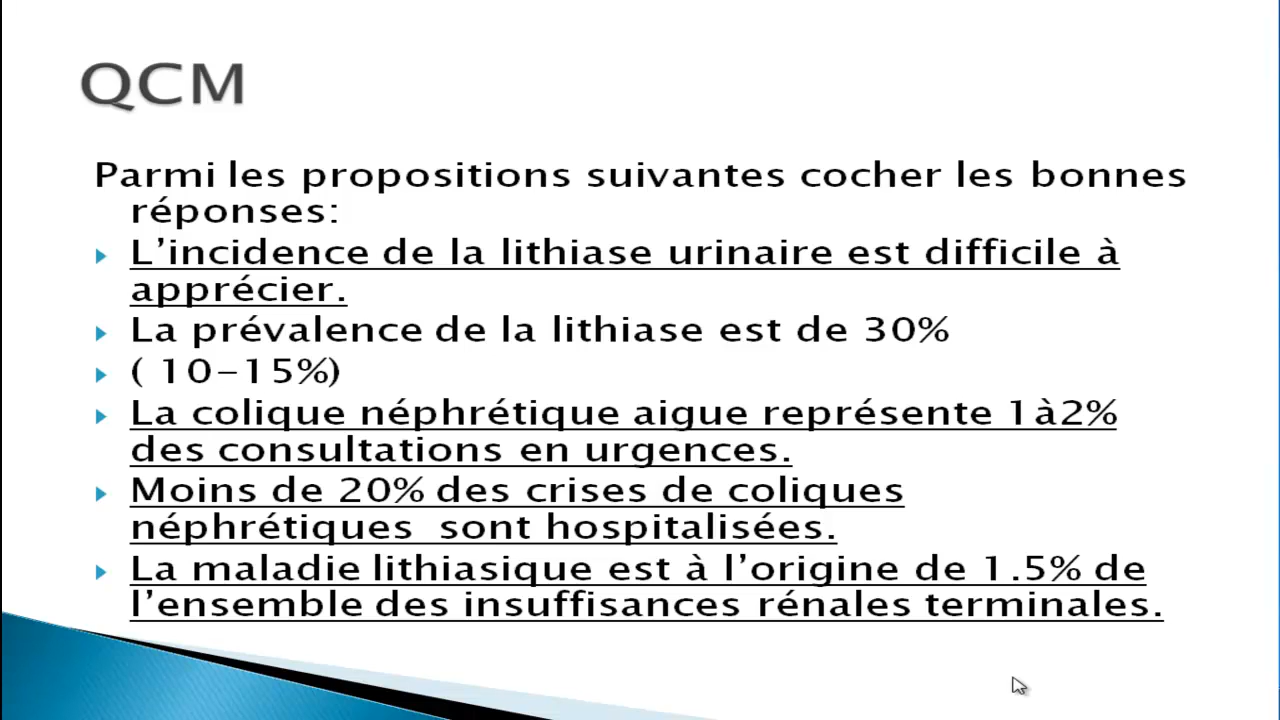 QCM
Parmi les propositions suivantes cocher les bonnes
réponses:
L’incidence de la lithiase urinaire est difficile à
apprécier.
La prévalence de la lithiase est de 30%
( 10-15%)
La colique néphrétique aigue représente 1à2%
des consultations en urgences.
Moins de 20% des crises de coliques
néphrétiques  sont hospitalisées.
La maladie lithiasique est à l’origine de 1.5% de
l’ensemble des insuffisances rénales terminales.